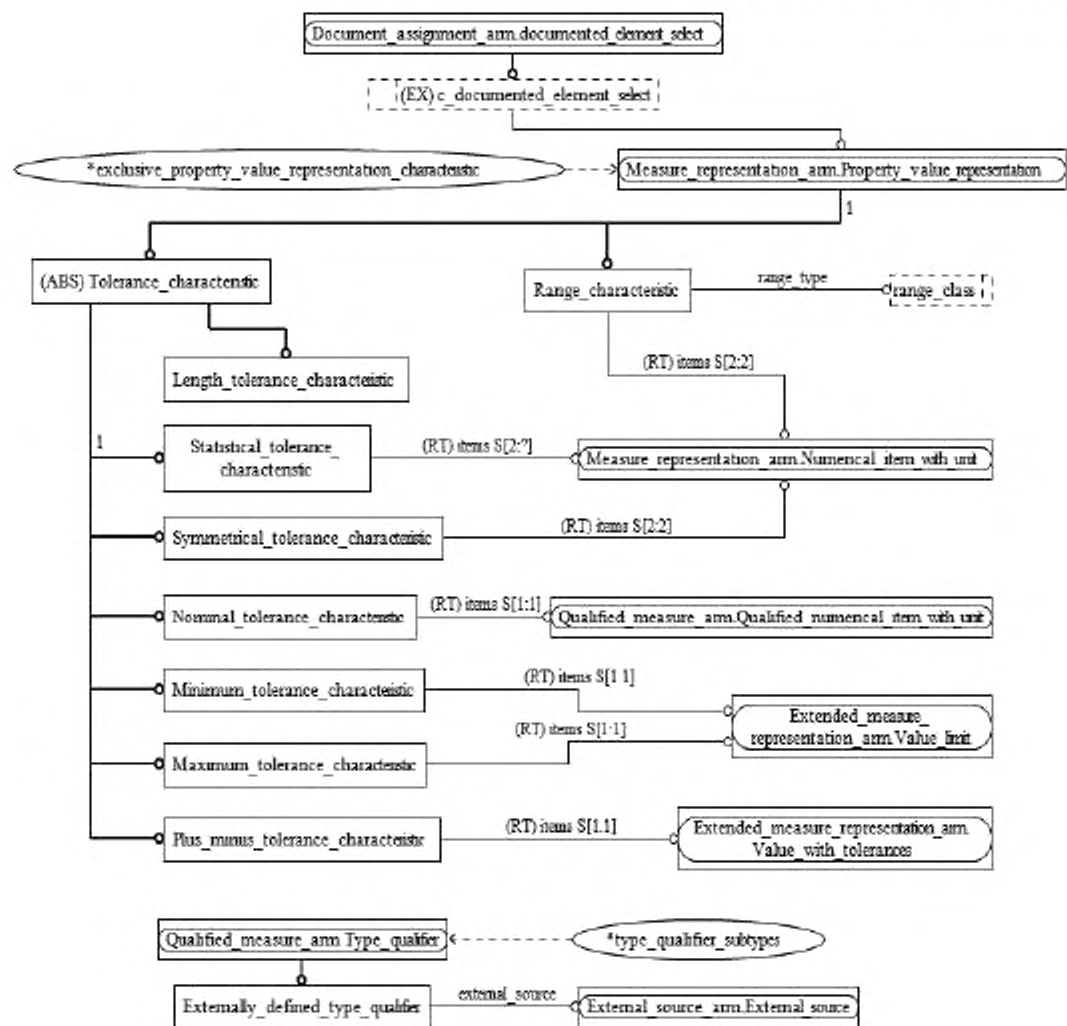 Document_assignment_arm.documented_element_select
(EX) c_documented_element_select
*exclusive_property_value_representation_characteristic
Measure_representation_arm.Property_value_representation
1
(ABS) Tolerance_characteristic
Range_characteristic
range_type
range_class
(RT) items S[2:2]
Length_tolerance_characteristic
1
Statistical_tolerance_
characteristic
(RT) items S[2:?]
Measure_representation_arm.Numerical_item_with_unit
Symmetrical_tolerance_characteristic
(RT) items S[2:2]
Nominal_tolerance_characteristic
(RT) items S[1:1]
Qualified_measure_arm.Qualified_numerical_item_with_unit
Minimum_tolerance_characteristic
(RT) items S[1:1]
Extended_measure_
representation_arm.Value_limit
(RT) items S[1:1]
Maximum_tolerance_characteristic
Plus_minus_tolerance_characteristic
(RT) items S[1:1]
Extended_measure_representation_arm.
Value_with_tolerances
Qualified_measure_arm.Type_qualifier
*type_qualifier_subtypes
Externally_defined_type_qualifier
external_source
External_source_arm.External source